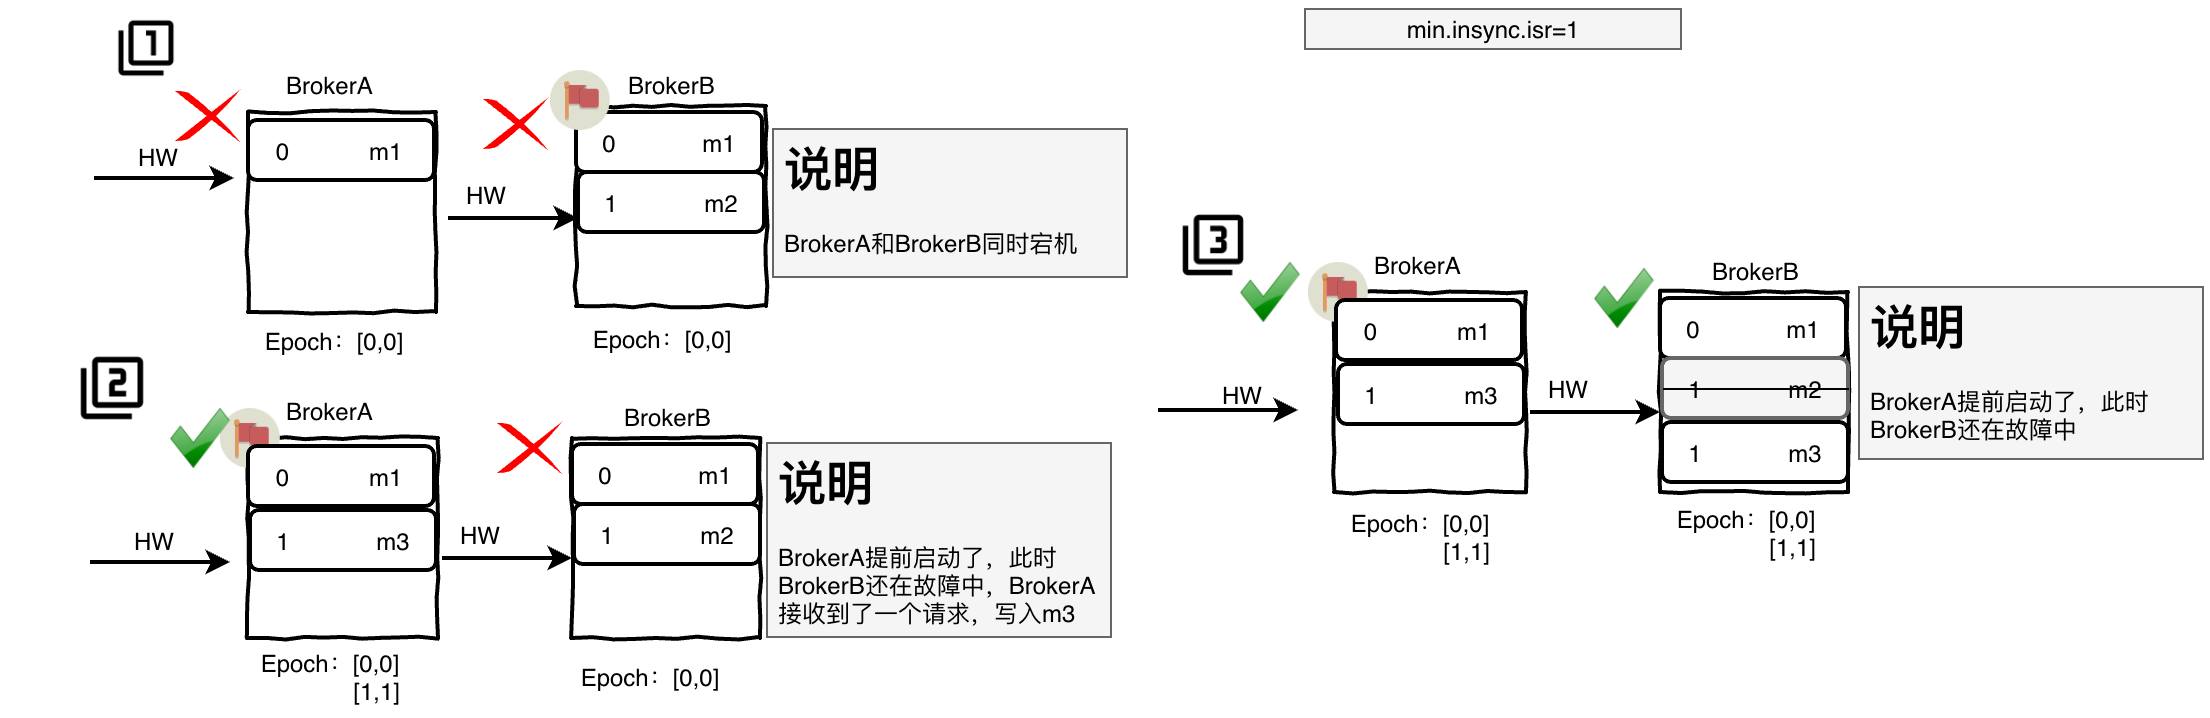 1
BrokerA
HW
0 m1
Epoch：[0,0]
BrokerB
HW
0 m1
1 m2
Epoch：[0,0]
说明
BrokerA和BrokerB同时宕机
2
BrokerA
HW
0 m1
1 m3
Epoch：[0,0]
[1,1]
BrokerB
HW
0 m1
1 m2
Epoch：[0,0]
说明
BrokerA提前启动了，此时
BrokerB还在故障中，BrokerA
接收到了一个请求，写入m3
min.insync.isr=1
3
BrokerA
HW
0 m1
1 m3
Epoch：[0,0]
[1,1]
BrokerB
HW
0 m1
1 m2
1 m3
Epoch：[0,0]
[1,1]
说明
BrokerA提前启动了，此时
BrokerB还在故障中